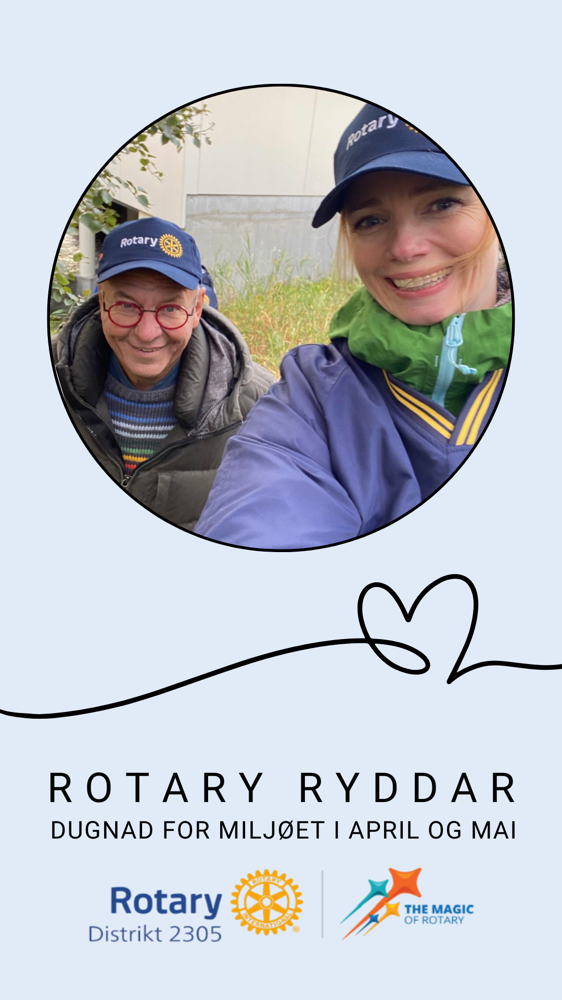 Rotary
Rotary
ROTARY RYDDAR
DUGNAD FOR MILJØET I APRIL OG MAI
Rotary
Distrikt 2305
ROTARY
INTERNATIONAL
®
THE MAGIC
OF ROTARY